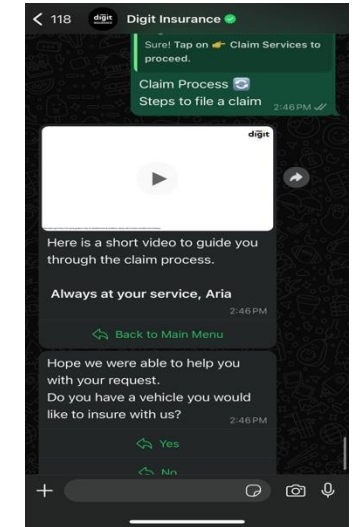 118
digit
Digit Insurance
Sure! Tap on 👉 Claim Services to
proceed.
Claim Process 🔄
Steps to file a claim
2:46 PM
digit
Here is a short video to guide you
through the claim process.
Always at your service, Aria
2:46 PM
Back to Main Menu
Hope we were able to help you
with your request.
Do you have a vehicle you would
like to insure with us?
2:46 PM
Yes
No